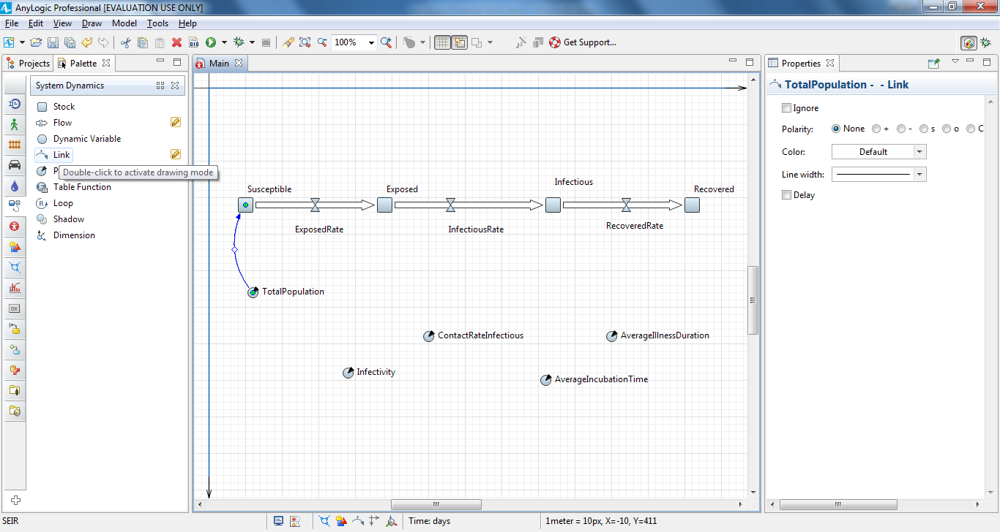 AnyLogic Professional [EVALUATION USE ONLY]
File Edit View Draw Model Tools Help
100% Get Support...
Projects Palette
Main
Properties
System Dynamics
Stock
Flow
Dynamic Variable
Link
P
Double-click to activate drawing mode
Table Function
Loop
Shadow
Dimension
OK
Susceptible
Exposed
Infectious
Recovered
ExposedRate
InfectiousRate
RecoveredRate
TotalPopulation
ContactRateInfectious
AverageIllnessDuration
Infectivity
AverageIncubationTime
TotalPopulation - - Link
Ignore
Polarity: None + - s o C
Color: Default
Line width:
Delay
SEIR
Time: days
1meter = 10px, X=-10, Y=411